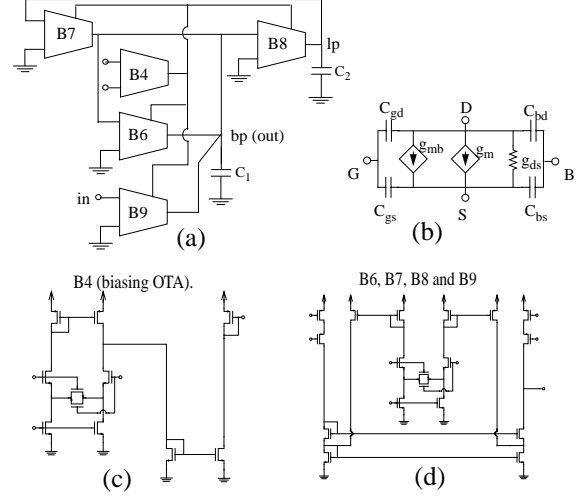 B7
B8
lp
B4
C2
B6
bp (out)
C1
in
B9
(a)
Cgd
D
Cbd
gmb
gm
gds
G
B
Cgs
S
Cbs
(b)
B4 (biasing OTA).
B6, B7, B8 and B9
(c)
(d)